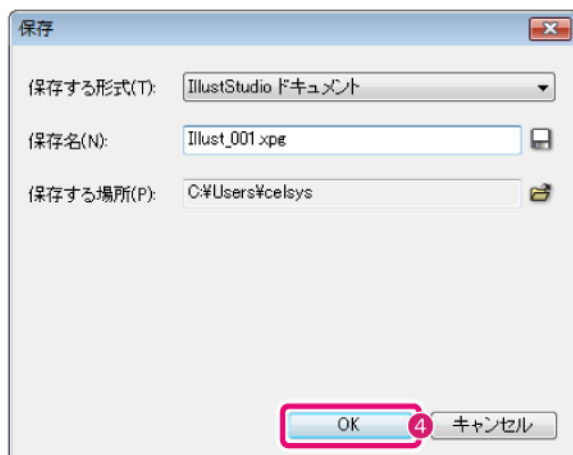 保存
保存する形式(T): IllustStudio ドキュメント
保存名(N): Illust_001.xpg
保存する場所(P): C:¥Users¥celsys
OK 4 キャンセル